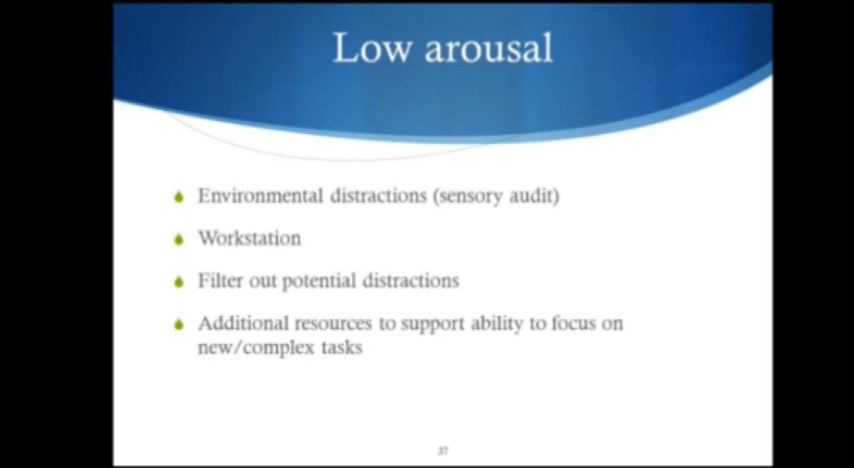 Low arousal
Environmental distractions (sensory audit)
Workstation
Filter out potential distractions
Additional resources to support ability to focus on
new/complex tasks
37